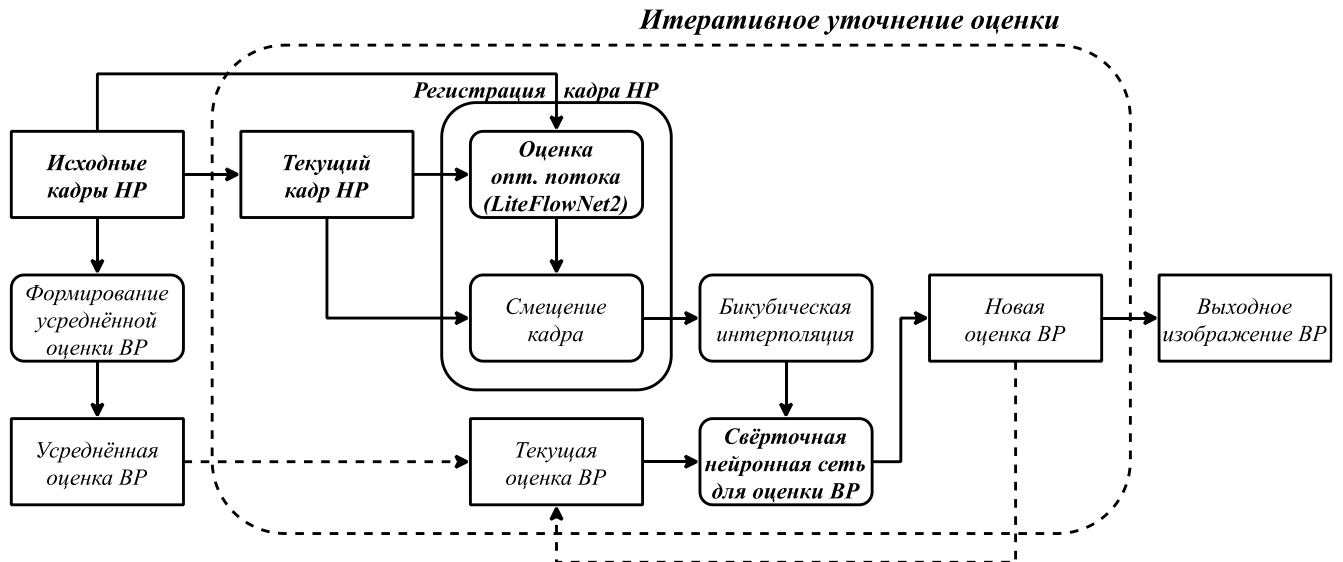 Итеративное уточнение оценки
Регистрация кадра НР
Исходные
кадры НР
Текущий
кадр НР
Оценка
опт. потока
(LiteFlowNet2)
Формирование
усреднённой
оценки ВР
Смещение
кадра
Бикубическая
интерполяция
Новая
оценка ВР
Выходное
изображение ВР
Усреднённая
оценка ВР
Текущая
оценка ВР
Свёрточная
нейронная сеть
для оценки ВР